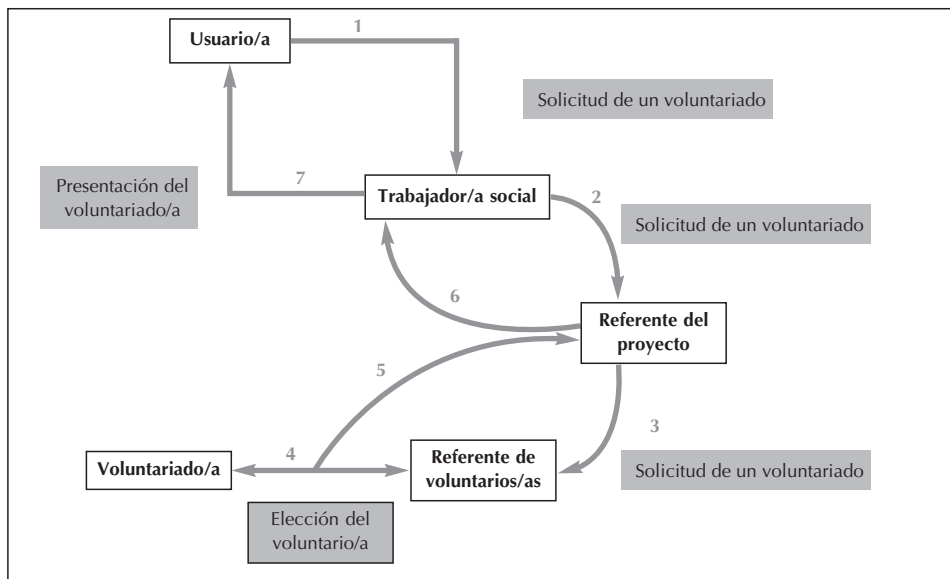 Usuario/a
1
Solicitud de un voluntariado
Presentación del
voluntariado/a
7
Trabajador/a social
2
Solicitud de un voluntariado
6
Referente del
proyecto
5
3
Voluntariado/a
4
Referente de
voluntarios/as
Solicitud de un voluntariado
Elección del
voluntario/a